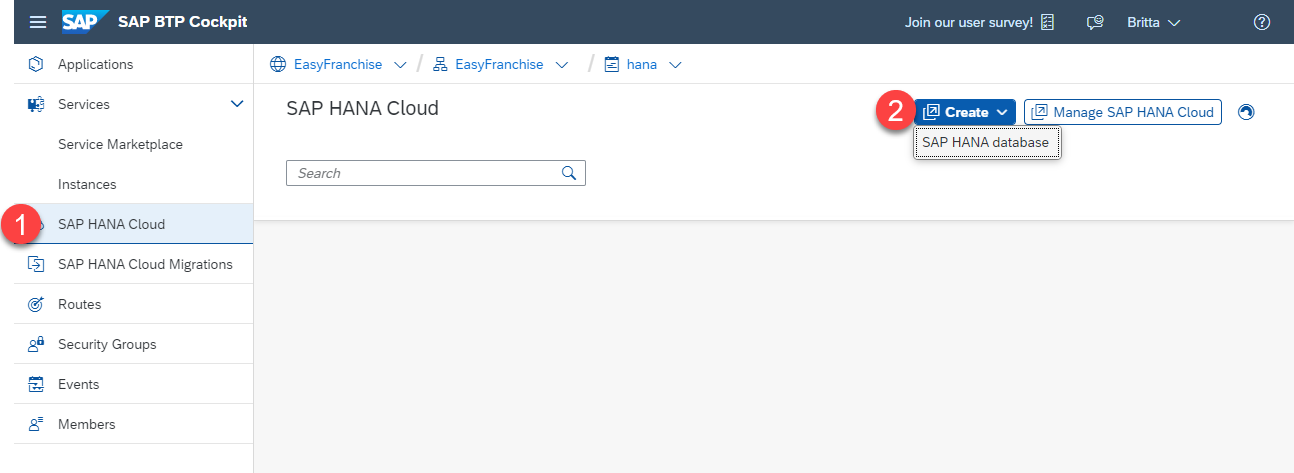 SAP SAP BTP Cockpit Join our user survey! Britta
Applications
EasyFranchise / EasyFranchise / hana
Services
SAP HANA Cloud
2 Create Manage SAP HANA Cloud
SAP HANA database
Service Marketplace
Search
Instances
1 SAP HANA Cloud
SAP HANA Cloud Migrations
Routes
Security Groups
Events
Members